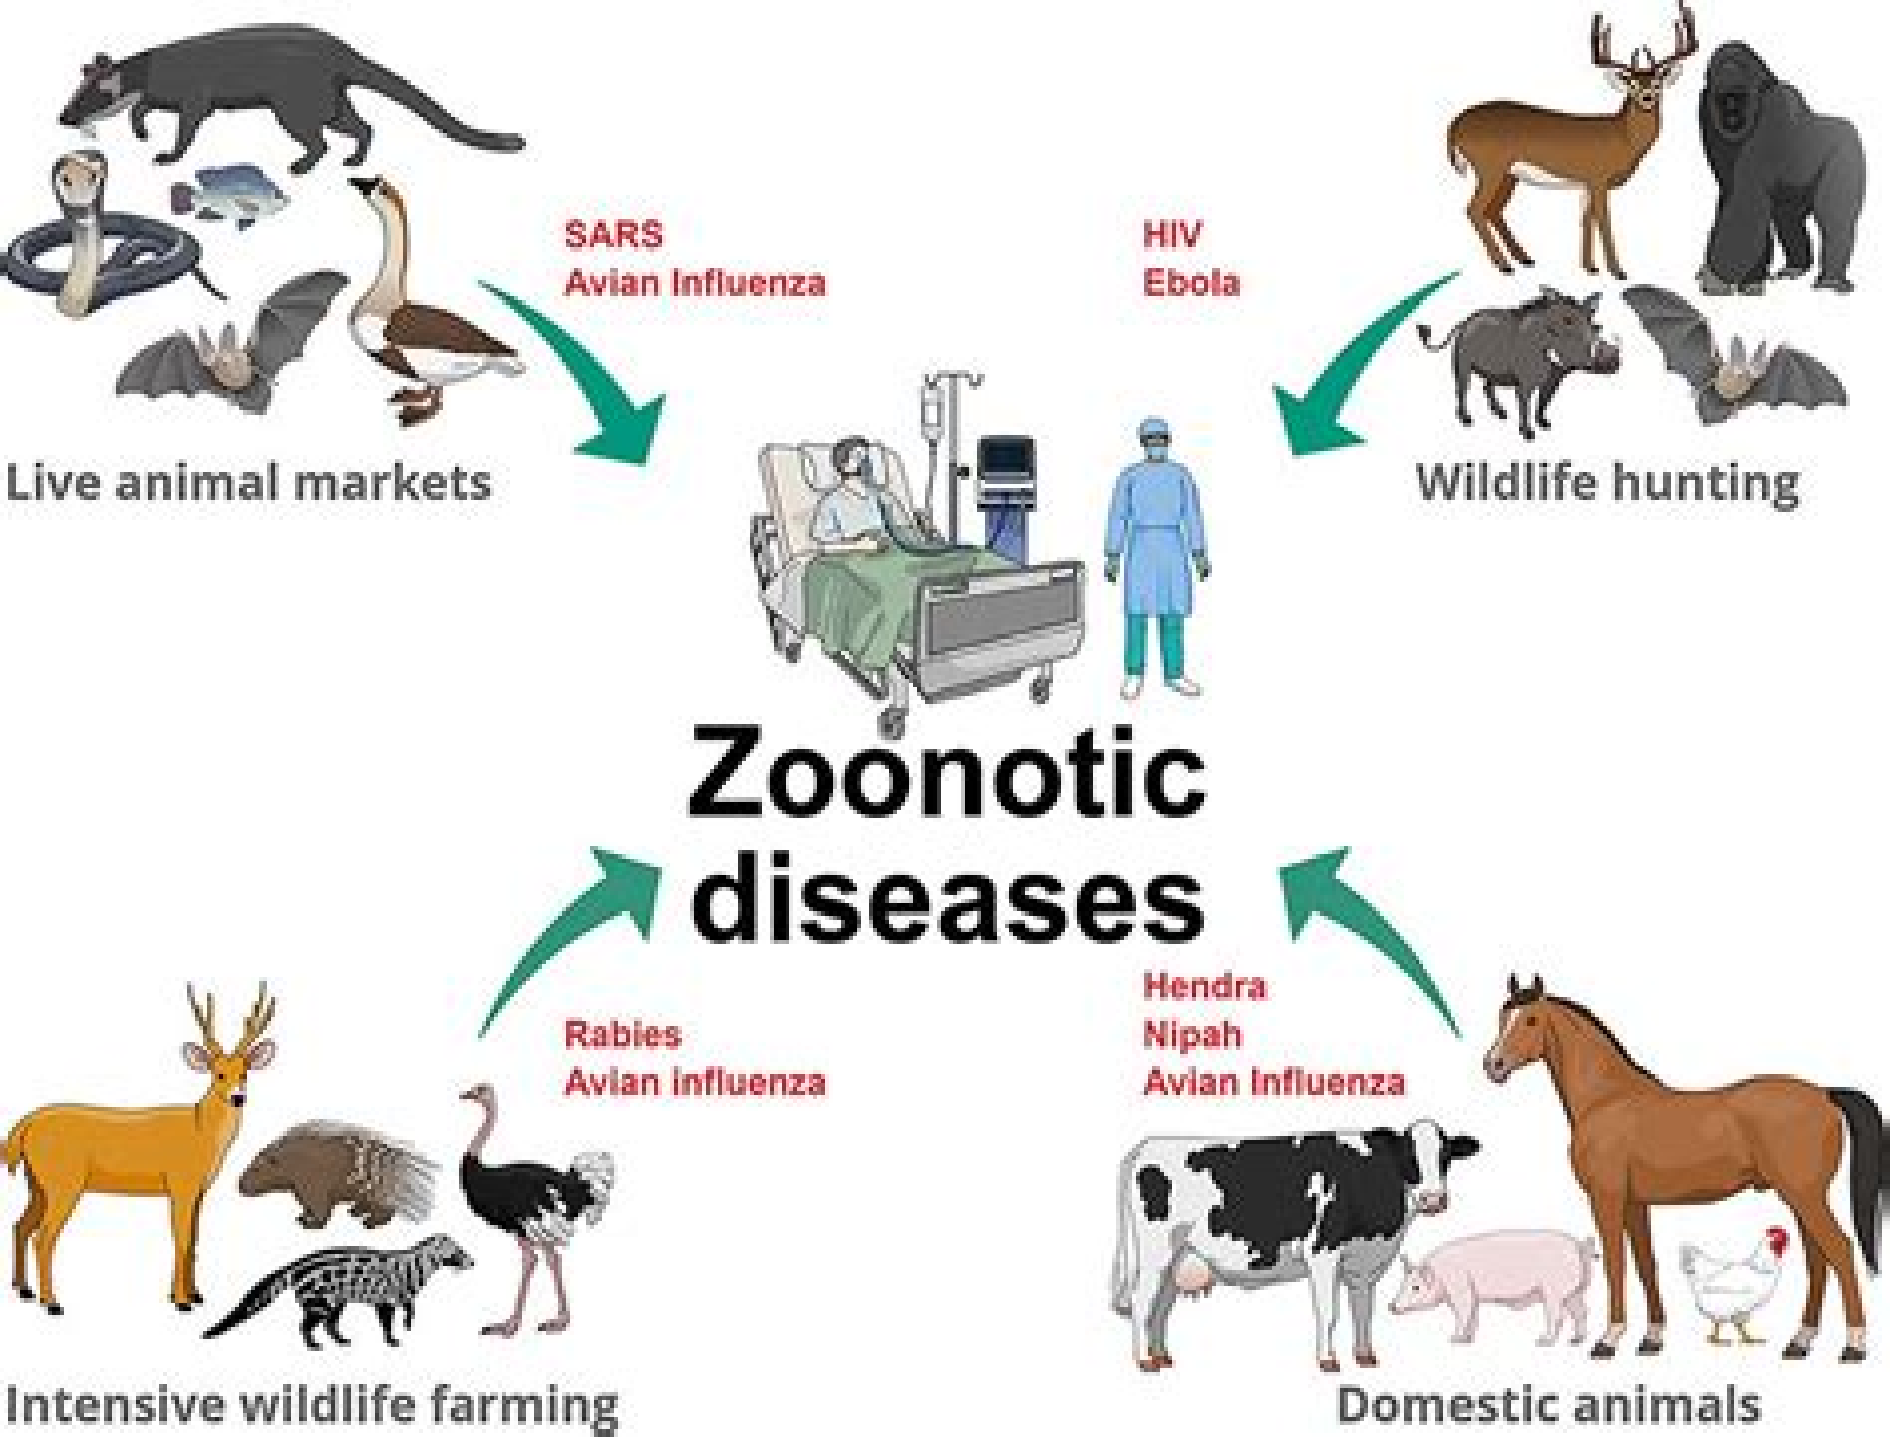 SARS
Avian Influenza
HIV
Ebola
Live animal markets
Wildlife hunting
Zoonotic
diseases
Rabies
Avian influenza
Hendra
Nipah
Avian Influenza
Intensive wildlife farming
Domestic animals